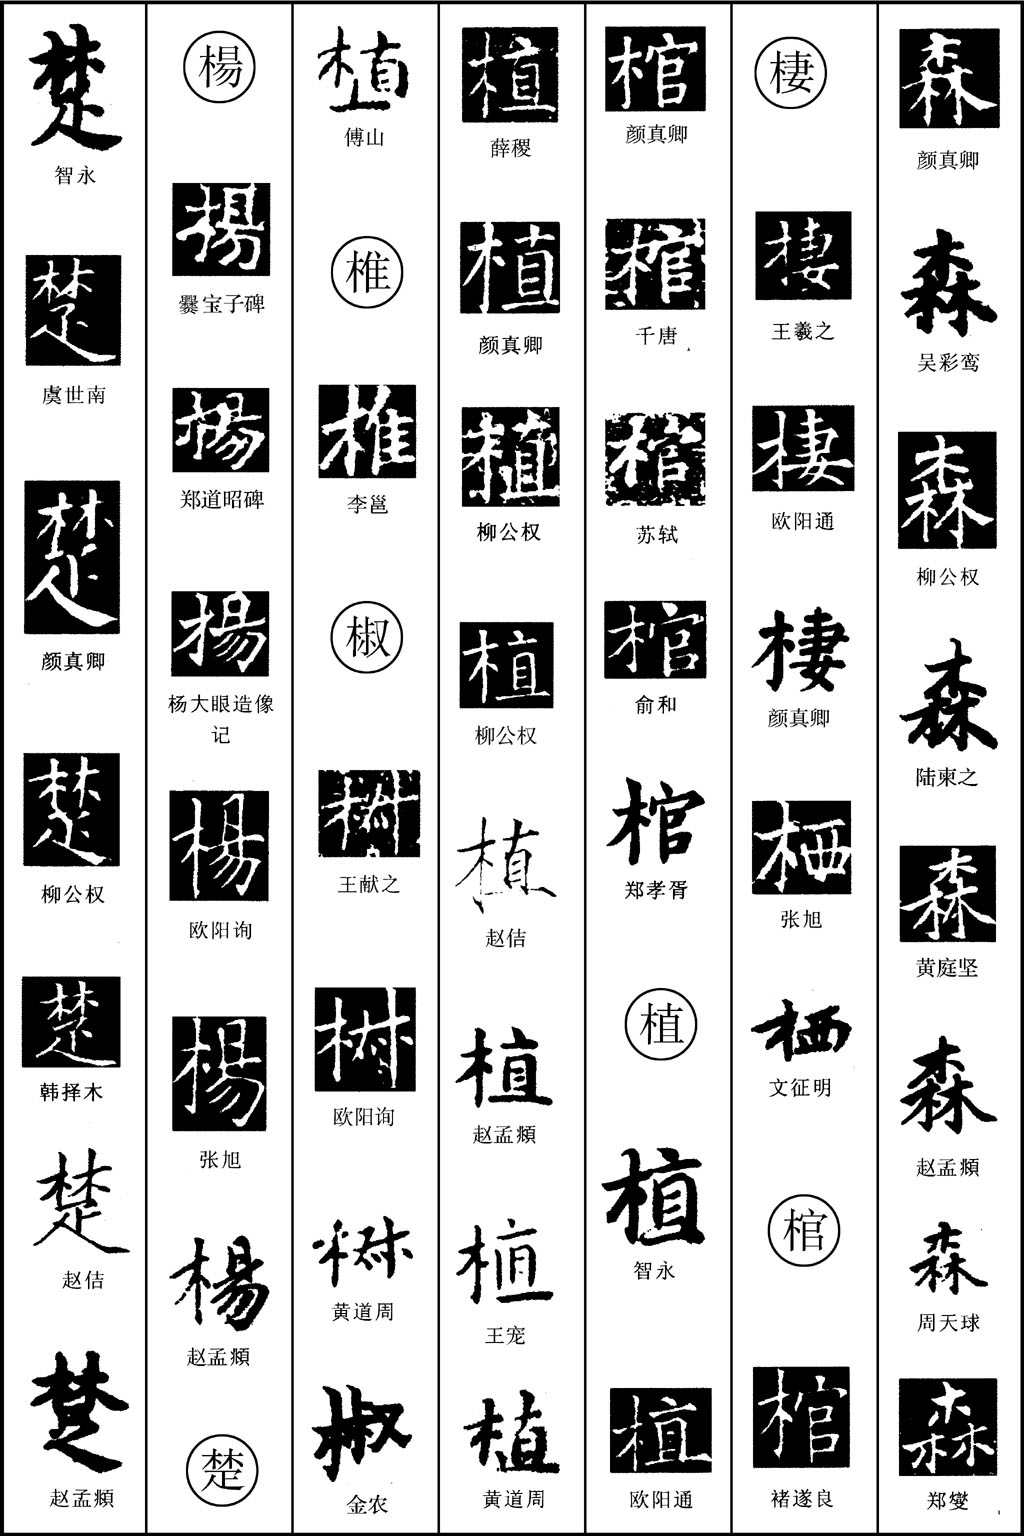 森
颜真卿
森
吴彩鸾
森
柳公权
森
陆柬之
森
黄庭坚
森
赵孟頫
森
周天球
森
郑燮
棲
棲
王羲之
棲
欧阳通
棲
颜真卿
栖
张旭
栖
文征明
棺
棺
褚遂良
棺
颜真卿
棺
千唐
棺
苏轼
棺
俞和
棺
郑孝胥
植
植
智永
植
欧阳通
植
薛稷
植
颜真卿
植
柳公权
植
柳公权
植
赵佶
植
赵孟頫
植
王宠
植
黄道周
植
傅山
椎
椎
李邕
椒
王献之
欧阳询
黄道周
椒
金农
楊
楊
爨宝子碑
楊
郑道昭碑
楊
杨大眼造像
记
楊
欧阳询
楊
张旭
楊
赵孟頫
楚
楚
智永
楚
虞世南
楚
颜真卿
楚
柳公权
楚
韩择木
楚
赵佶
楚
赵孟頫